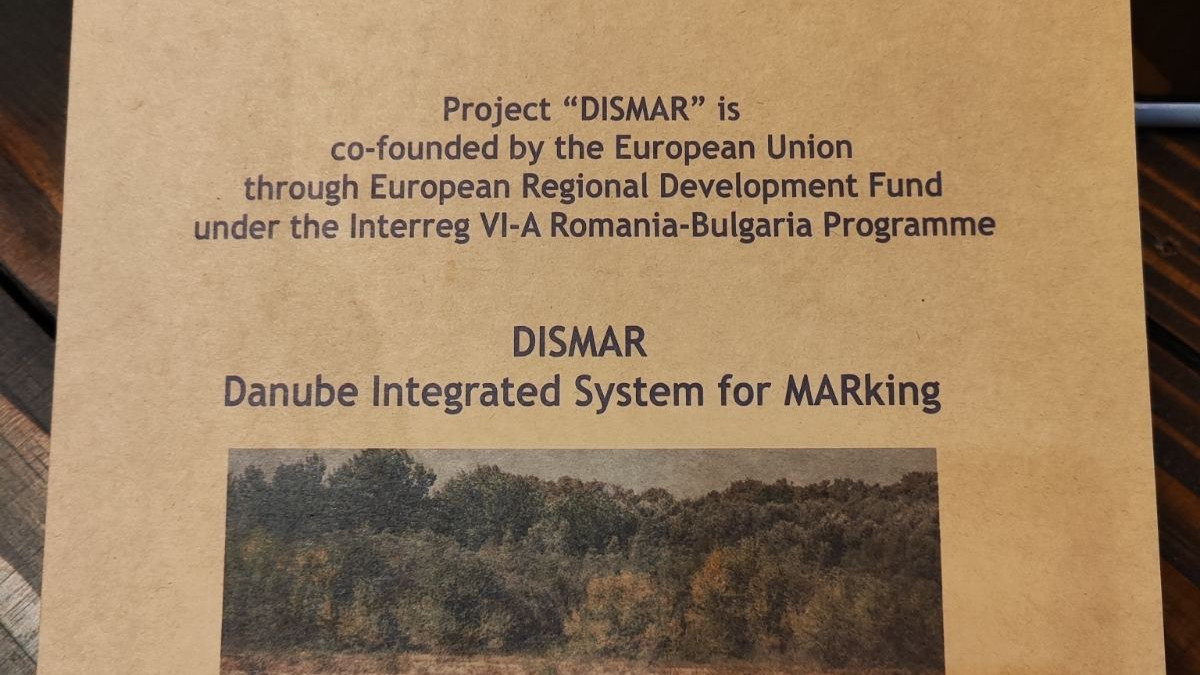 Project “DISMAR” is
co-founded by the European Union
through European Regional Development Fund
under the Interreg VI-A Romania-Bulgaria Programme
DISMAR
Danube Integrated System for MARking